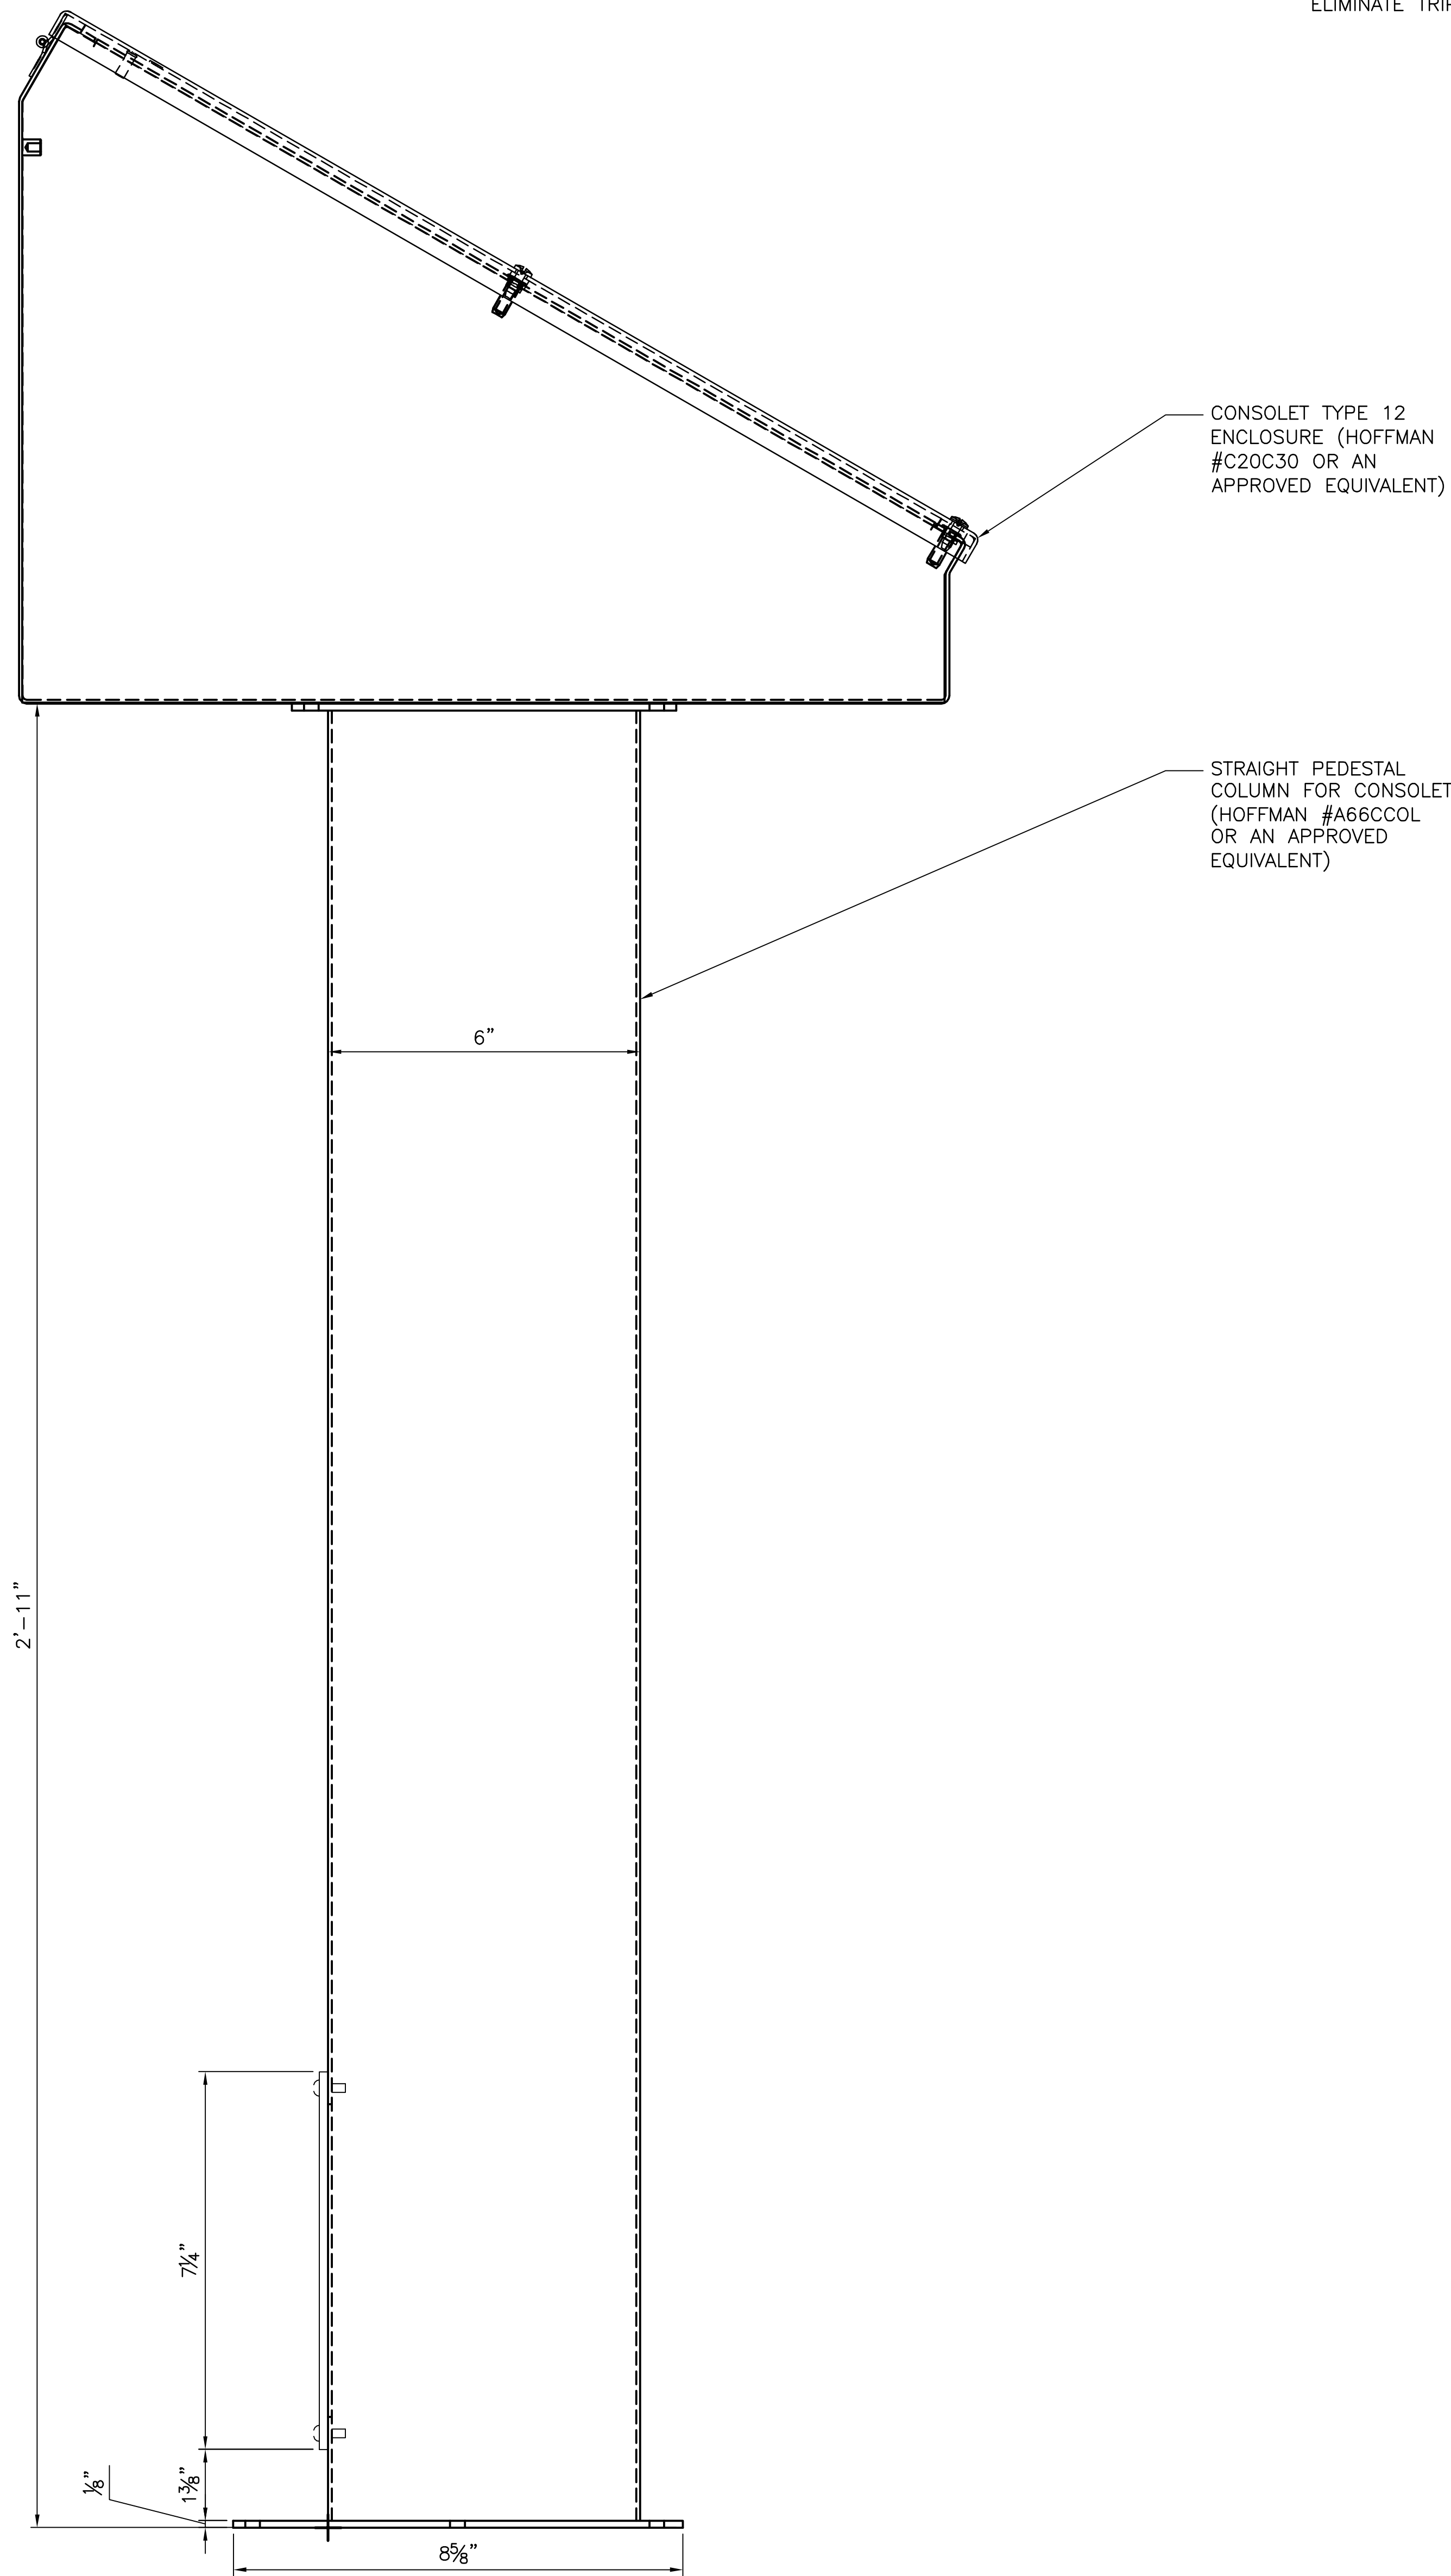 ELIMINATE
CONSOLET TYPE 12
ENCLOSURE (HOFFMAN
#C20C30 OR AN
APPROVED EQUIVALENT)
STRAIGHT PEDESTAL
COLUMN FOR CONSOLET
(HOFFMAN #A66CCOL
OR AN APPROVED
EQUIVALENT)
6"
2'-11"
7¼"
1⅜"
⅛"
8⅝"